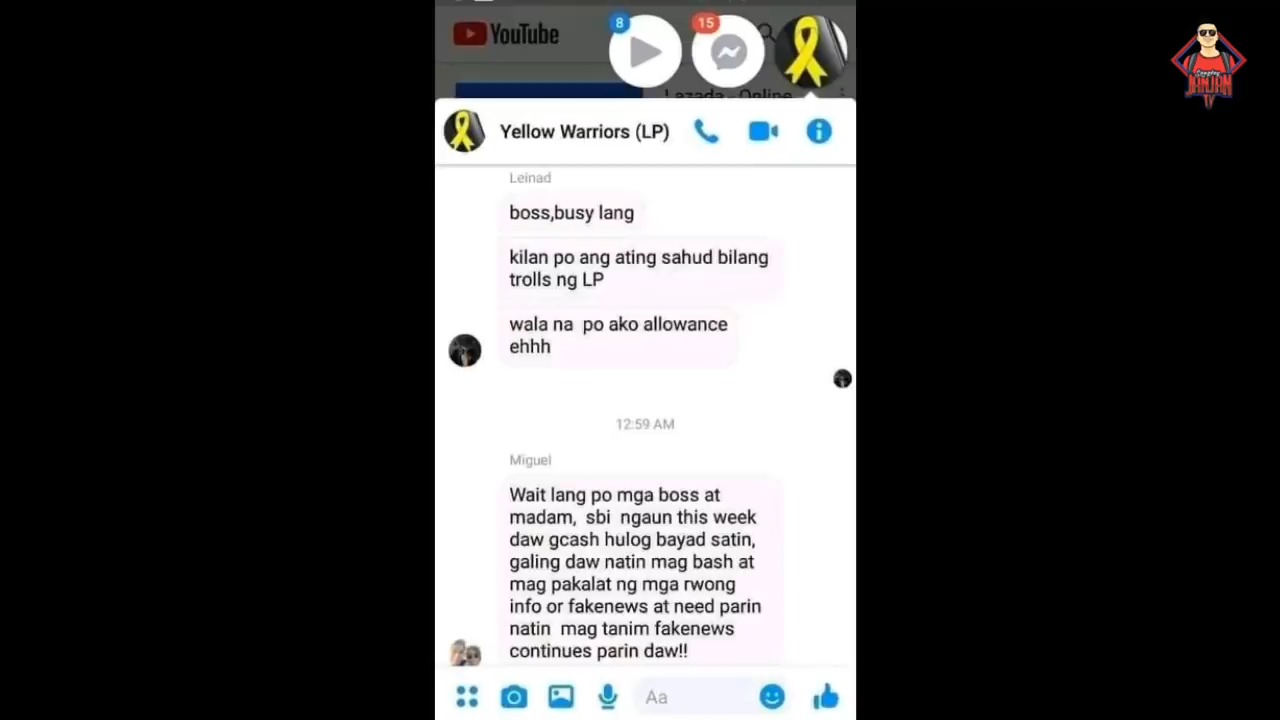 YouTube
8
15
Lazada - Online
Yellow Warriors (LP)
Leinad
boss,busy lang
kilan po ang ating sahud bilang
trolls ng LP
wala na po ako allowance
ehhh
12:59 AM
Miguel
Wait lang po mga boss at
madam, sbi ngaun this week
daw gcash hulog bayad satin,
galing daw natin mag bash at
mag pakalat ng mga rwong
info or fakenews at need parin
natin mag tanim fakenews
continues parin daw!!
Aa
JANJAN
TV